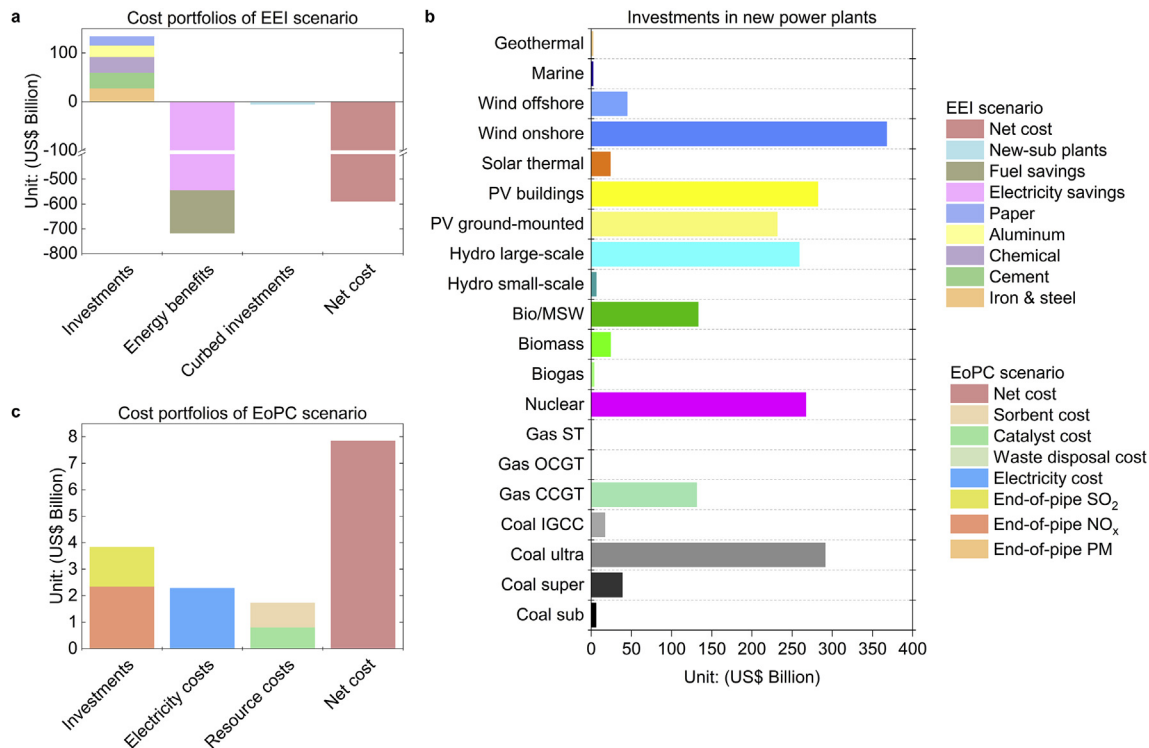 a
Cost portfolios of EEI scenario
Unit: (US$ Billion)
100
0
-100
-500
-600
-700
-800
Investments
Energy benefits
Curbed investments
Net cost
b
Investments in new power plants
Geothermal
Marine
Wind offshore
Wind onshore
Solar thermal
PV buildings
PV ground-mounted
Hydro large-scale
Hydro small-scale
Bio/MSW
Biomass
Biogas
Nuclear
Gas ST
Gas OCGT
Gas CCGT
Coal IGCC
Coal ultra
Coal super
Coal sub
0 50 100 150 200 250 300 350 400
Unit: (US$ Billion)
EEI scenario
Net cost
New-sub plants
Fuel savings
Electricity savings
Paper
Aluminum
Chemical
Cement
Iron & steel
EoPC scenario
Net cost
Sorbent cost
Catalyst cost
Waste disposal cost
Electricity cost
End-of-pipe SO2
End-of-pipe NOx
End-of-pipe PM
c
Cost portfolios of EoPC scenario
Unit: (US$ Billion)
8
7
6
5
4
3
2
1
0
Investments
Electricity costs
Resource costs
Net cost